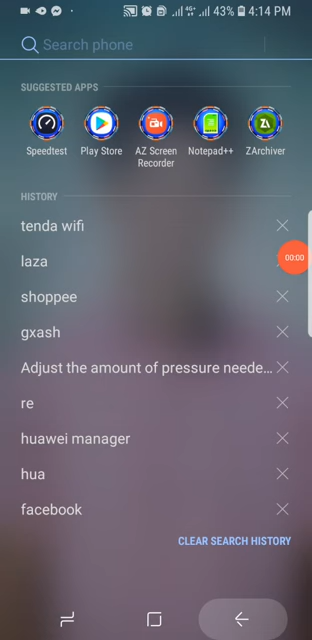 4G+ 43% 4:14 PM
Search phone
SUGGESTED APPS
Speedtest
Play Store
AZ Screen Recorder
Notepad++
ZArchiver
HISTORY
tenda wifi
laza
00:00
shoppee
gxash
Adjust the amount of pressure neede...
re
huawei manager
hua
facebook
CLEAR SEARCH HISTORY